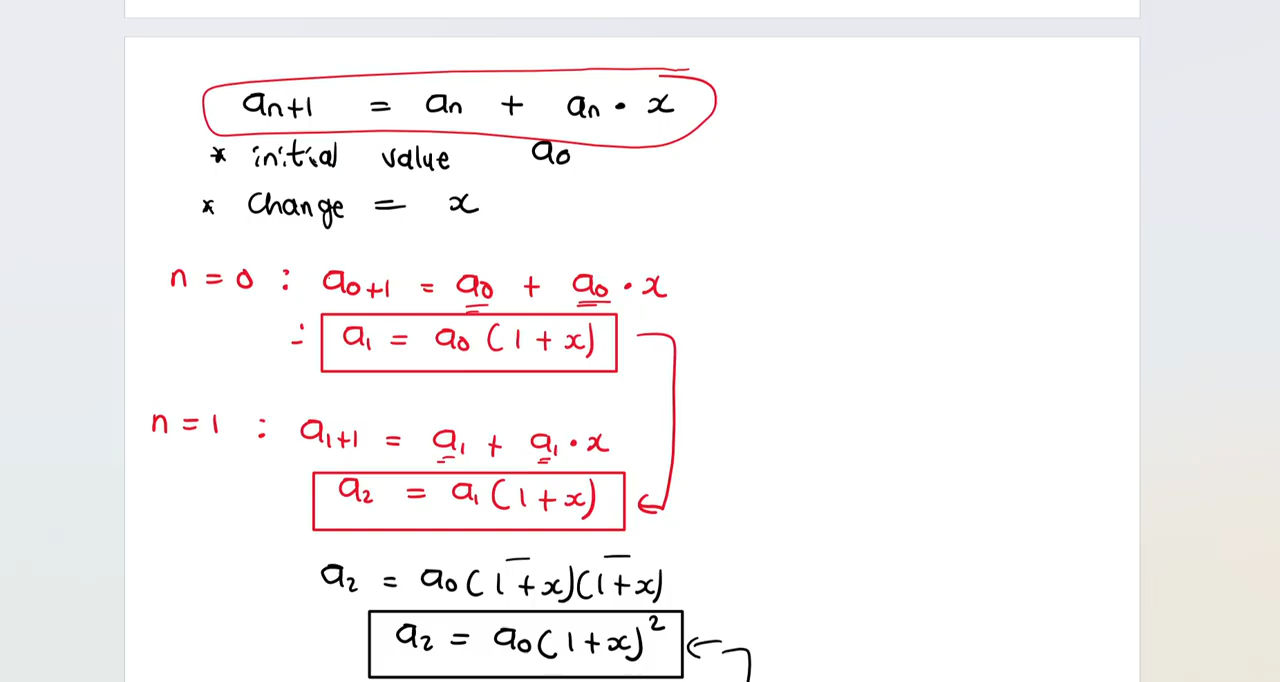 aₙ₊₁ = aₙ + aₙ · x
* initial value a₀
* Change = x
n = 0 : a₀₊₁ = a₀ + a₀ · x
∴ a₁ = a₀ (1 + x)
n = 1 : a₁₊₁ = a₁ + a₁ · x
a₂ = a₁ (1 + x)
a₂ = a₀ (1 + x)(1 + x)
a₂ = a₀ (1 + x)²